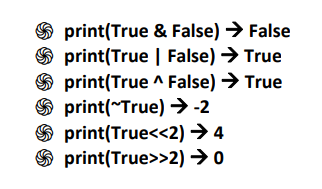 print(True & False) → False
print(True | False) → True
print(True ^ False) → True
print(~True) → -2
print(True<<2) → 4
print(True>>2) → 0